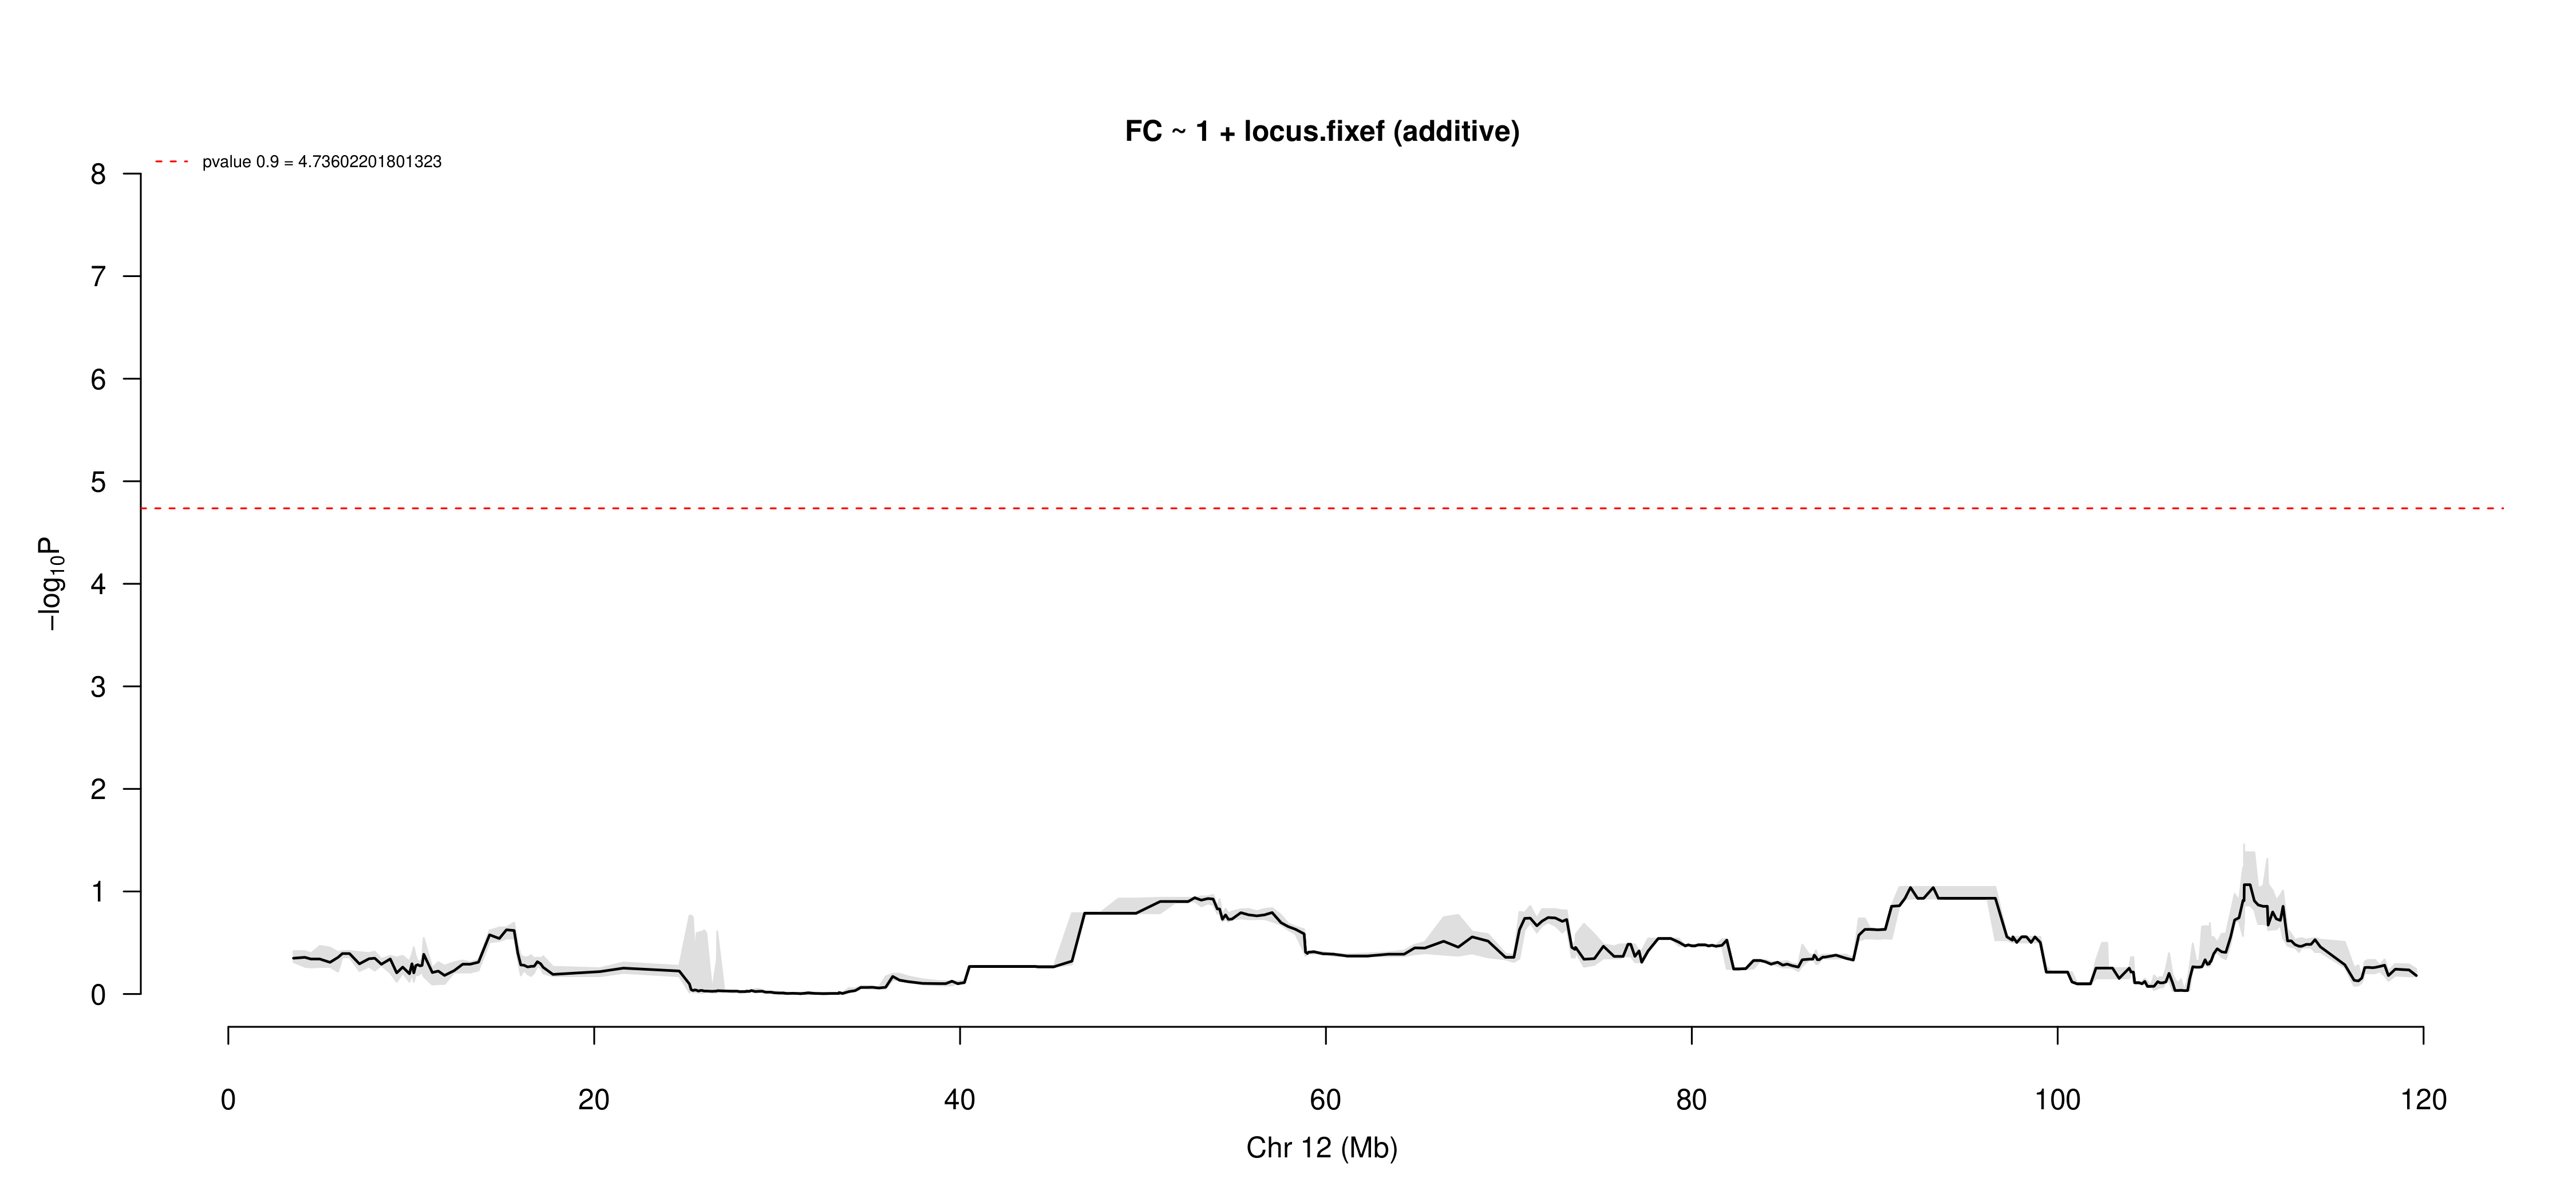 FC ~ 1 + locus.fixef (additive)
pvalue 0.9 = 4.73602201801323
8
7
6
5
4
3
2
1
0
−log10P
0 20 40 60 80 100 120
Chr 12 (Mb)